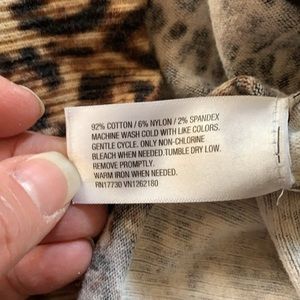 92% COTTON / 6% NYLON / 2% SPANDEX
MACHINE WASH COLD WITH LIKE COLORS.
GENTLE CYCLE. ONLY NON-CHLORINE
BLEACH WHEN NEEDED. TUMBLE DRY LOW.
REMOVE PROMPTLY.
WARM IRON WHEN NEEDED.
RN17730 VN1262180